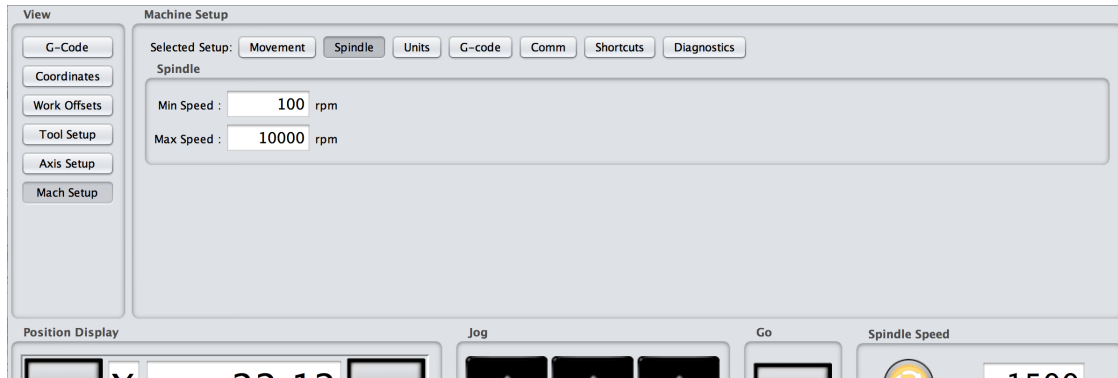 View
Machine Setup
G-Code
Selected Setup: Movement Spindle Units G-code Comm Shortcuts Diagnostics
Spindle
Coordinates
Work Offsets
Min Speed : 100 rpm
Tool Setup
Max Speed : 10000 rpm
Axis Setup
Mach Setup
Position Display
Jog
Go
Spindle Speed